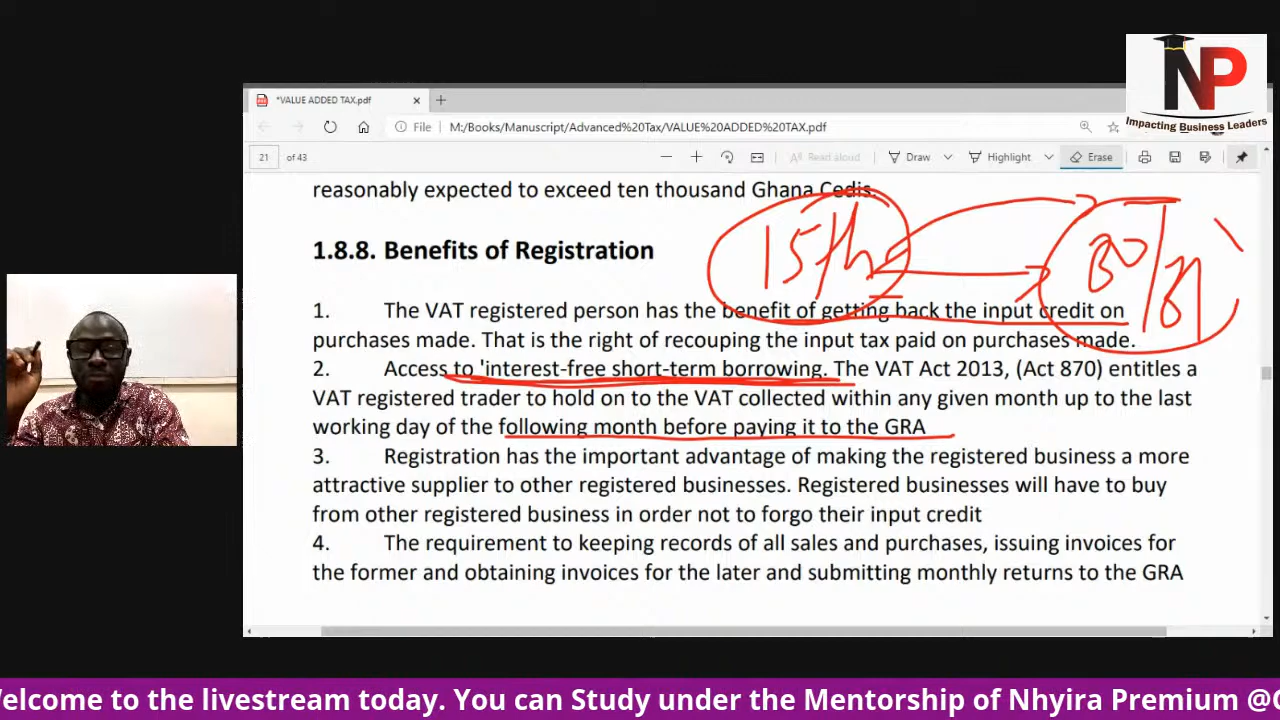 NP
Impacting Business Leaders
*VALUE ADDED TAX.pdf
File M:/Books/Manuscript/Advanced%20Tax/VALUE%20ADDED%20TAX.pdf
21 of 43 Read aloud Draw Highlight Erase
reasonably expected to exceed ten thousand Ghana Cedis.
15th 30/31
1.8.8. Benefits of Registration
1. The VAT registered person has the benefit of getting back the input credit on
purchases made. That is the right of recouping the input tax paid on purchases made.
2. Access to 'interest-free short-term borrowing. The VAT Act 2013, (Act 870) entitles a
VAT registered trader to hold on to the VAT collected within any given month up to the last
working day of the following month before paying it to the GRA
3. Registration has the important advantage of making the registered business a more
attractive supplier to other registered businesses. Registered businesses will have to buy
from other registered business in order not to forgo their input credit
4. The requirement to keeping records of all sales and purchases, issuing invoices for
the former and obtaining invoices for the later and submitting monthly returns to the GRA
elcome to the livestream today. You can Study under the Mentorship of Nhyira Premium @